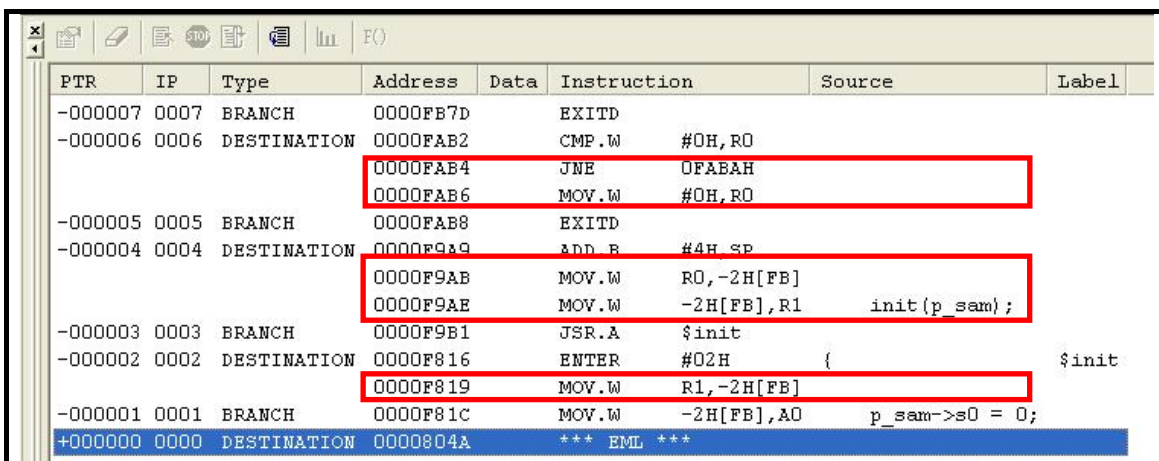 STOP F()
PTR IP Type Address Data Instruction Source Label
-000007 0007 BRANCH 0000FB7D EXITD
-000006 0006 DESTINATION 0000FAB2 CMP.W #0H,R0
0000FAB4 JNE 0FABAH
0000FAB6 MOV.W #0H,R0
-000005 0005 BRANCH 0000FAB8 EXITD
-000004 0004 DESTINATION 0000F9A9 ADD.B #4H,SP
0000F9AB MOV.W R0,-2H[FB]
0000F9AE MOV.W -2H[FB],R1 init(p_sam);
-000003 0003 BRANCH 0000F9B1 JSR.A $init
-000002 0002 DESTINATION 0000F816 ENTER #02H { $init
0000F819 MOV.W R1,-2H[FB]
-000001 0001 BRANCH 0000F81C MOV.W -2H[FB],A0 p_sam->s0 = 0;
+000000 0000 DESTINATION 0000804A *** EML ***